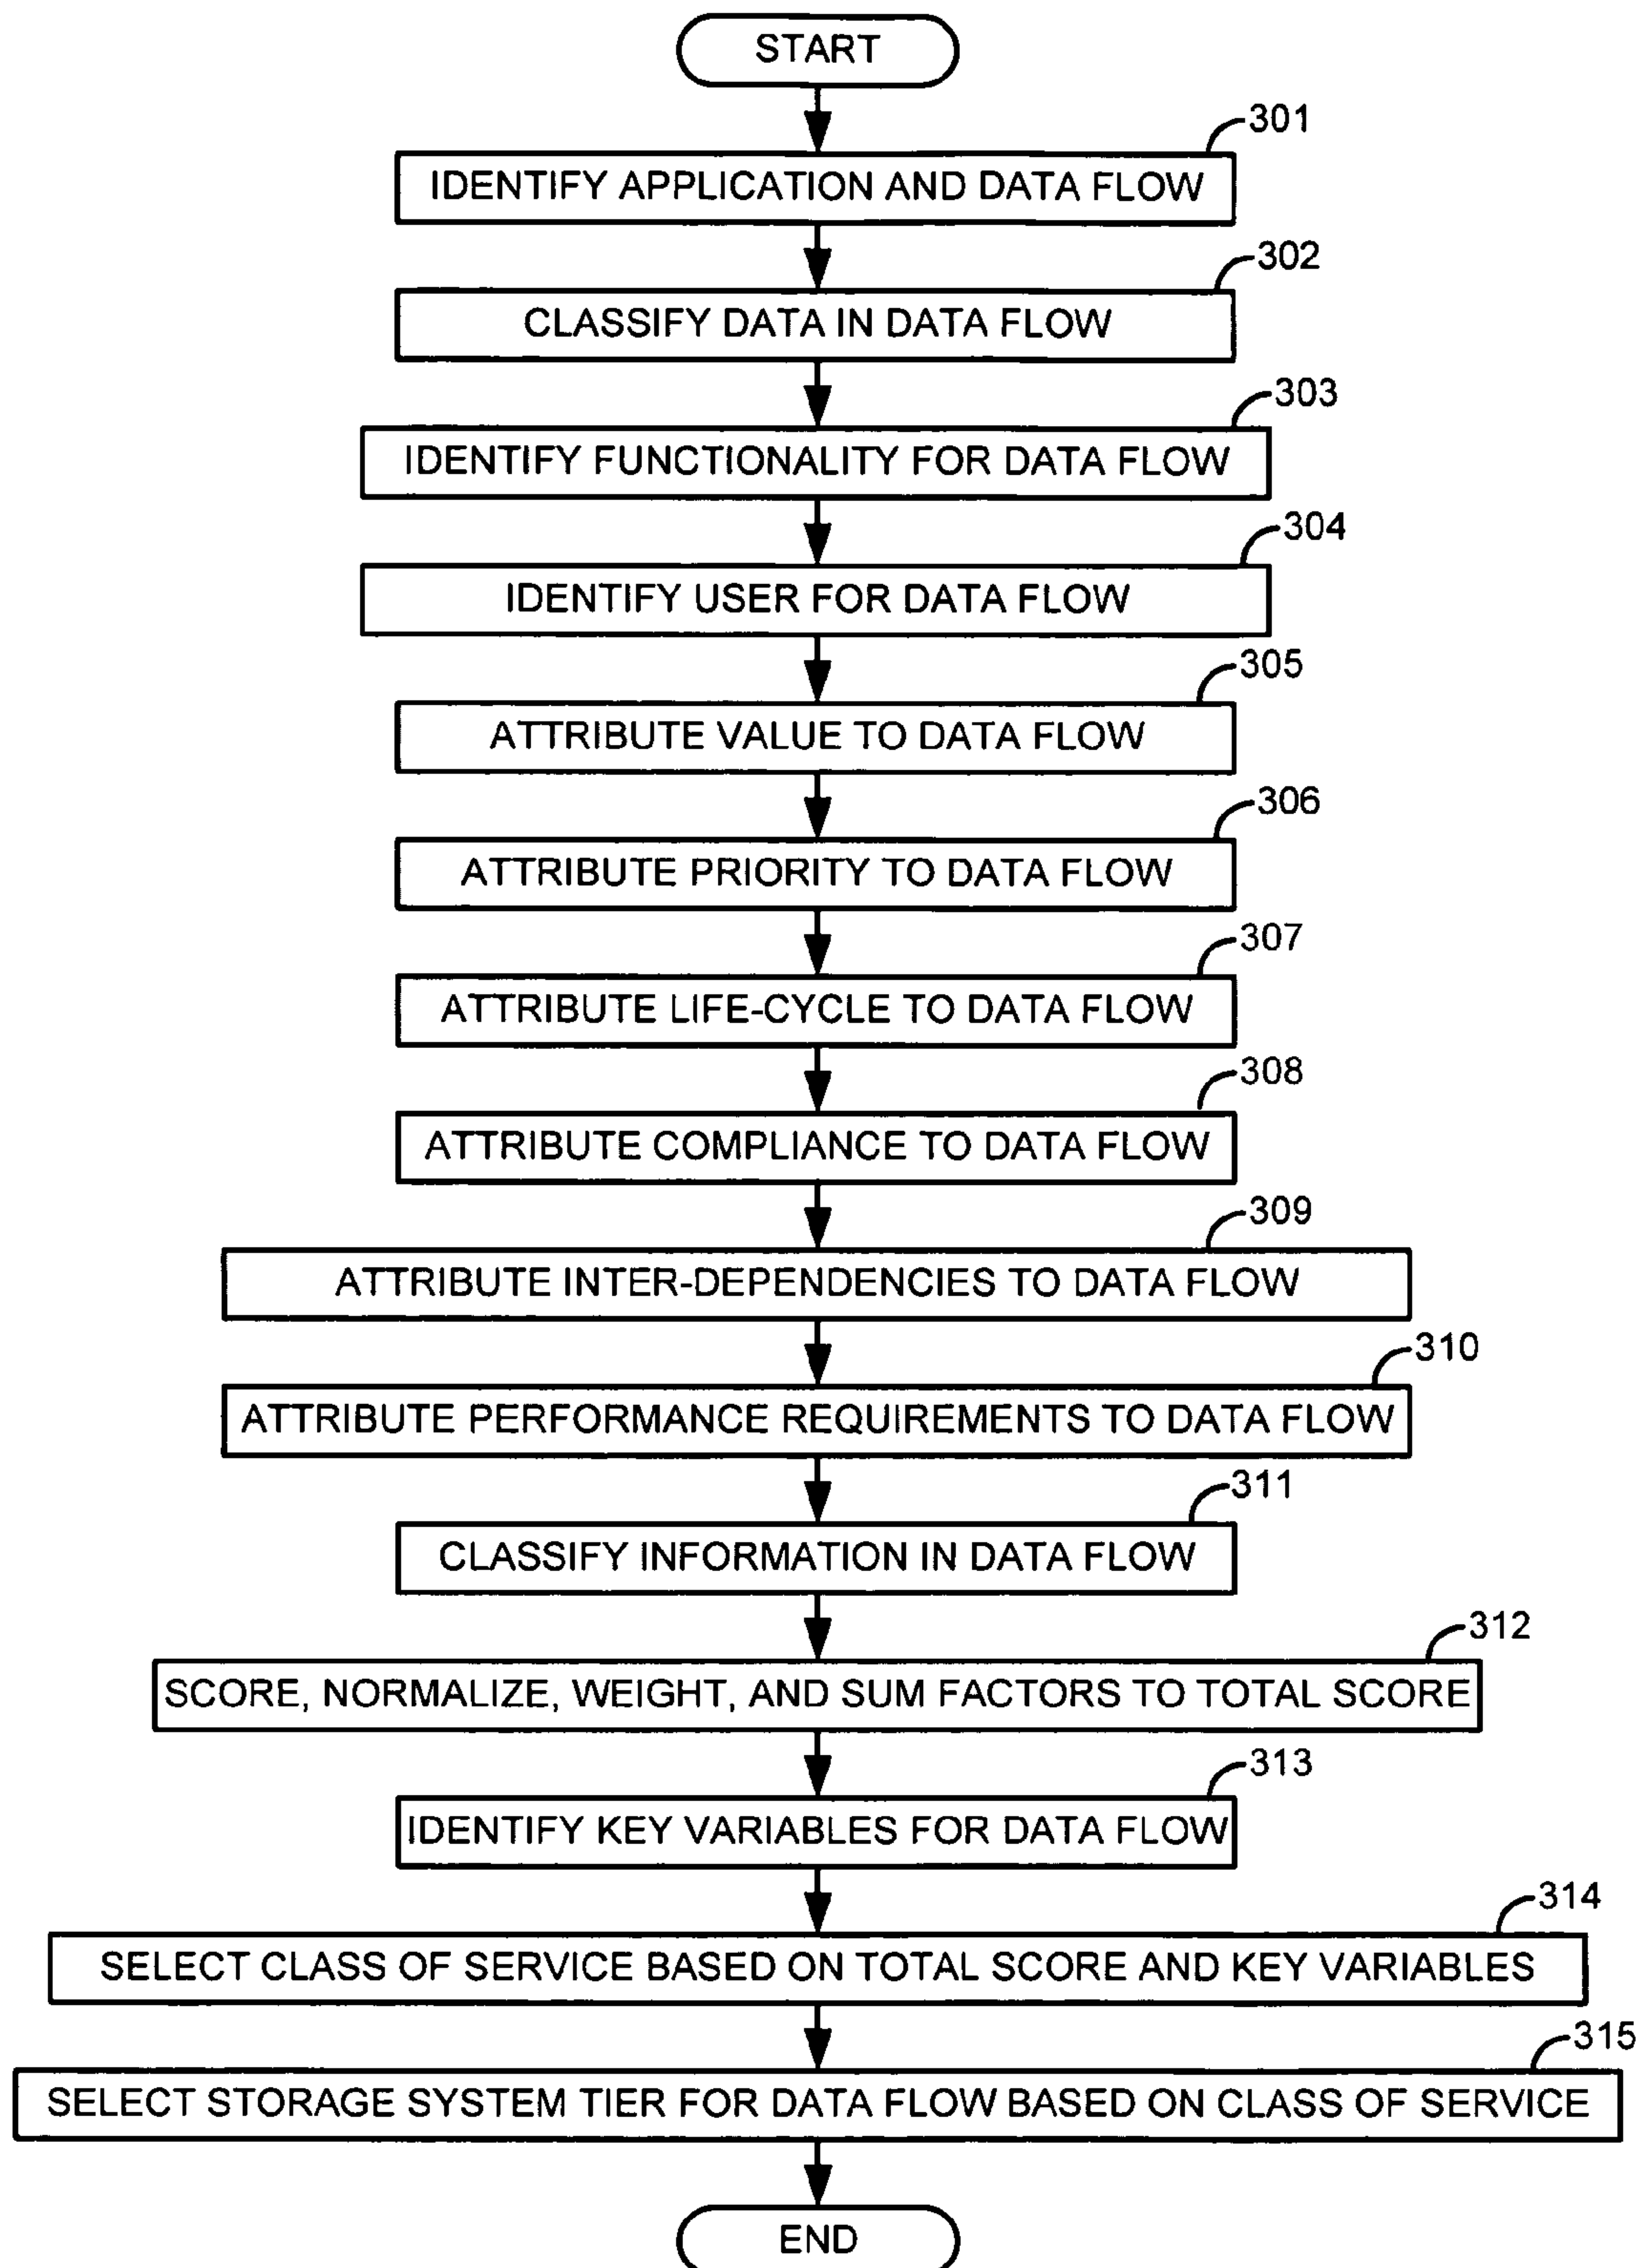 START
301
IDENTIFY APPLICATION AND DATA FLOW
302
CLASSIFY DATA IN DATA FLOW
303
IDENTIFY FUNCTIONALITY FOR DATA FLOW
304
IDENTIFY USER FOR DATA FLOW
305
ATTRIBUTE VALUE TO DATA FLOW
306
ATTRIBUTE PRIORITY TO DATA FLOW
307
ATTRIBUTE LIFE-CYCLE TO DATA FLOW
308
ATTRIBUTE COMPLIANCE TO DATA FLOW
309
ATTRIBUTE INTER-DEPENDENCIES TO DATA FLOW
310
ATTRIBUTE PERFORMANCE REQUIREMENTS TO DATA FLOW
311
CLASSIFY INFORMATION IN DATA FLOW
312
SCORE, NORMALIZE, WEIGHT, AND SUM FACTORS TO TOTAL SCORE
313
IDENTIFY KEY VARIABLES FOR DATA FLOW
314
SELECT CLASS OF SERVICE BASED ON TOTAL SCORE AND KEY VARIABLES
315
SELECT STORAGE SYSTEM TIER FOR DATA FLOW BASED ON CLASS OF SERVICE
END